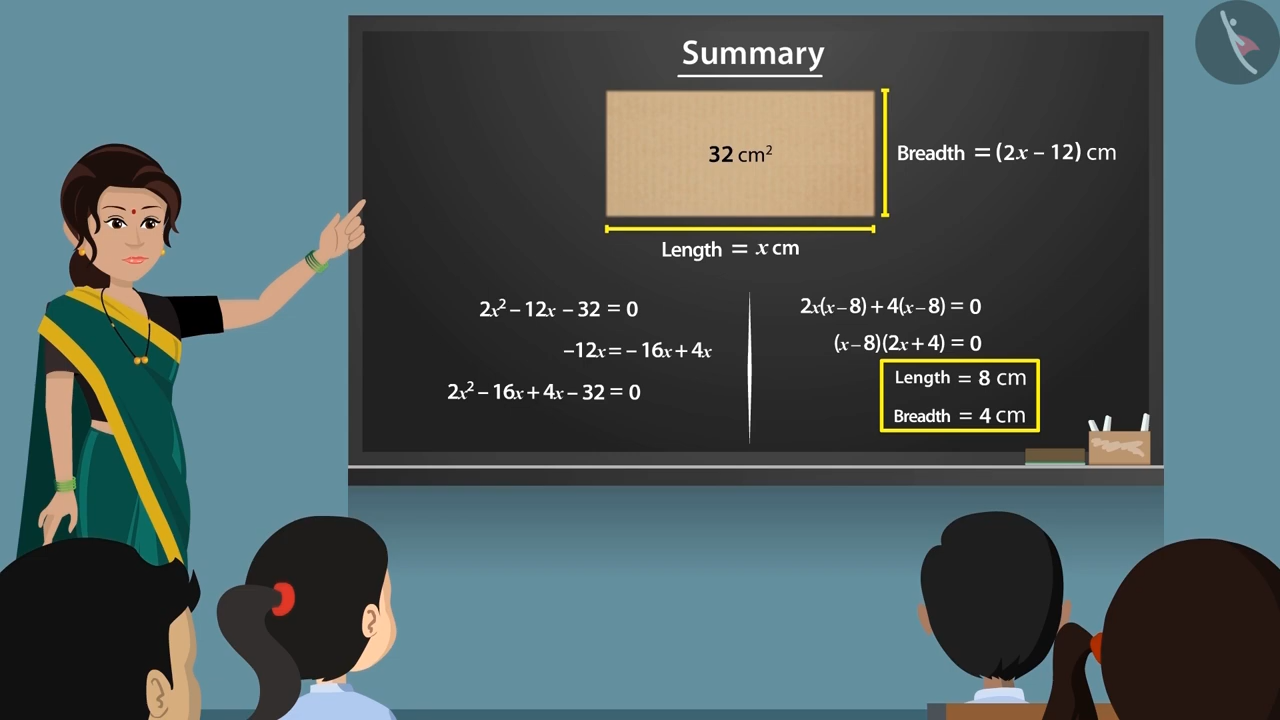 Summary
32 cm²
Breadth = (2x – 12) cm
Length = x cm
2x² – 12x – 32 = 0
–12x = – 16x + 4x
2x² – 16x + 4x – 32 = 0
2x(x – 8) + 4(x – 8) = 0
(x – 8)(2x + 4) = 0
Length = 8 cm
Breadth = 4 cm